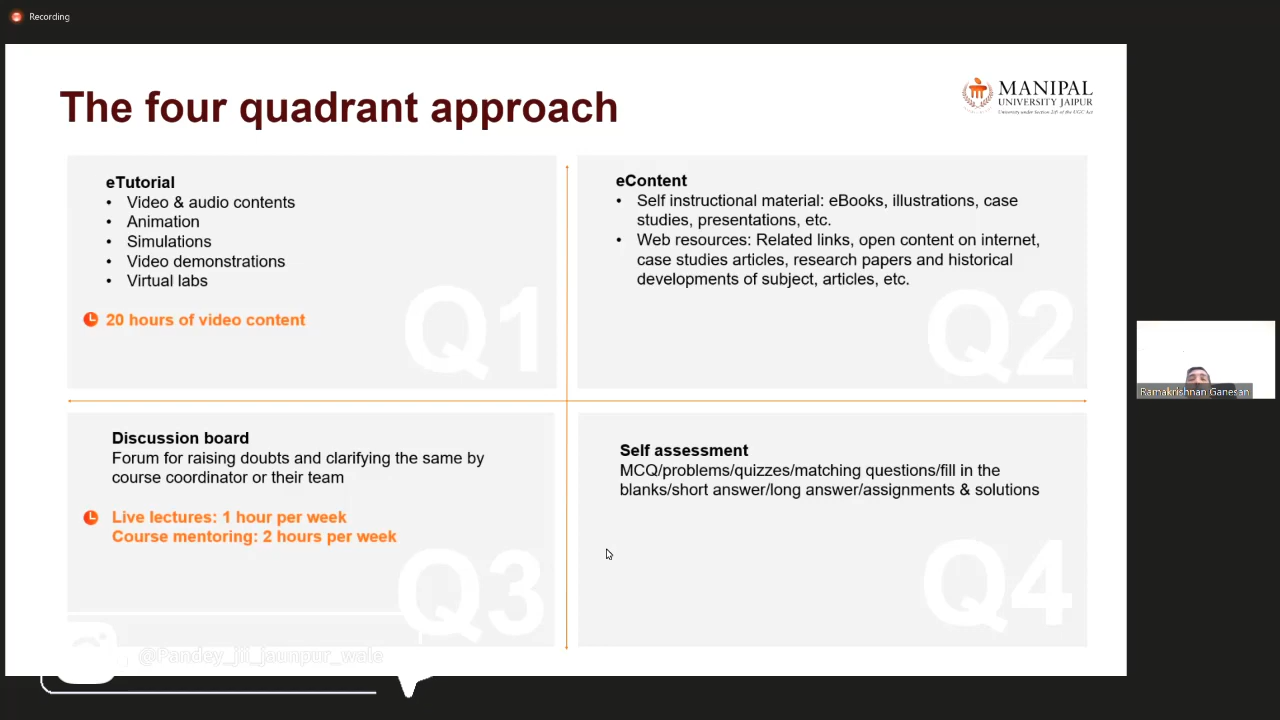 Recording
The four quadrant approach
MANIPAL
UNIVERSITY JAIPUR
eTutorial
• Video & audio contents
• Animation
• Simulations
• Video demonstrations
• Virtual labs
20 hours of video content
Q1
eContent
• Self instructional material: eBooks, illustrations, case
studies, presentations, etc.
• Web resources: Related links, open content on internet,
case studies articles, research papers and historical
developments of subject, articles, etc.
Q2
Ramakrishnan Ganesan
Discussion board
Forum for raising doubts and clarifying the same by
course coordinator or their team
Live lectures: 1 hour per week
Course mentoring: 2 hours per week
Q3
Self assessment
MCQ/problems/quizzes/matching questions/fill in the
blanks/short answer/long answer/assignments & solutions
Q4